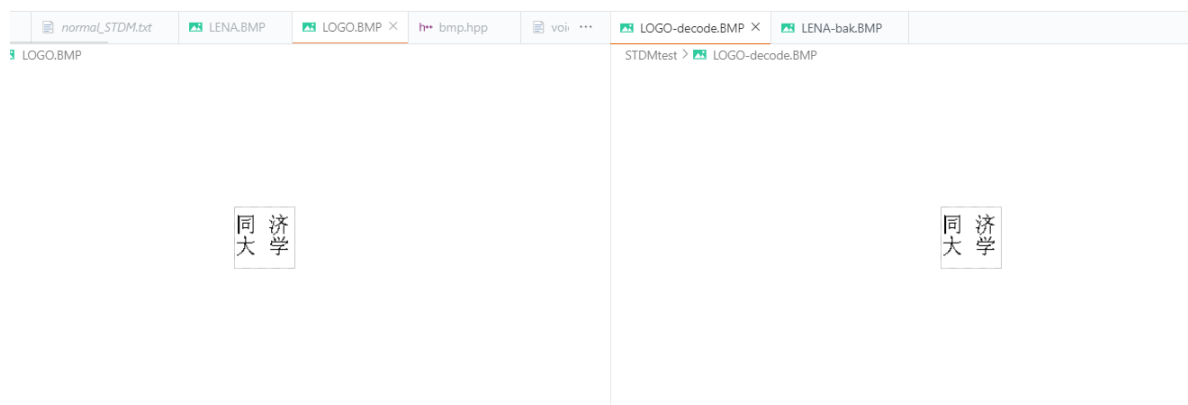 normal_STDM.txt LENA.BMP LOGO.BMP h++ bmp.hpp voi ··· LOGO-decode.BMP LENA-bak.BMP
LOGO.BMP
STDMtest > LOGO-decode.BMP
同 济
大 学
同 济
大 学